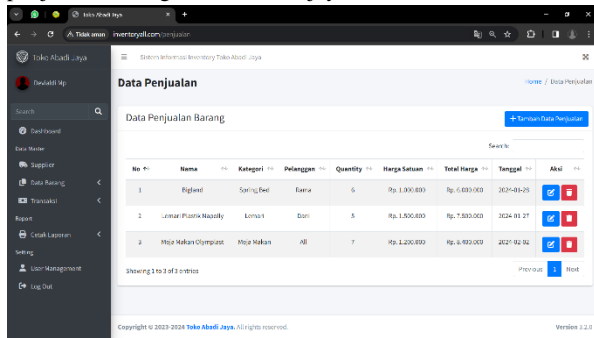 Toko Abadi Jaya
Tidak aman inventoryall.com/penjualan
Toko Abadi Jaya
Sistem Informasi Inventory Toko Abadi Jaya
Devialdi Mp
Data Penjualan
Home / Data Penjualan
Search
Data Penjualan Barang
+ Tambah Data Penjualan
Dashboard
Data Master
Search:
Supplier
No Nama Kategori Pelanggan Quantity Harga Satuan Total Harga Tanggal Aksi
Data Barang
Transaksi
1 Bigland Spring Bed Rama 6 Rp. 1.000.000 Rp. 6.000.000 2024-01-28
Report
Cetak Laporan
2 Lemari Plastik Napolly Lemari Doni 5 Rp. 1.500.000 Rp. 7.500.000 2024-01-27
Setting
3 Meja Makan Olymplast Meja Makan Ali 7 Rp. 1.200.000 Rp. 8.400.000 2024-02-02
User Management
Showing 1 to 3 of 3 entries
Previous 1 Next
Log Out
Copyright © 2023-2024 Toko Abadi Jaya. All rights reserved.
Version 3.2.0